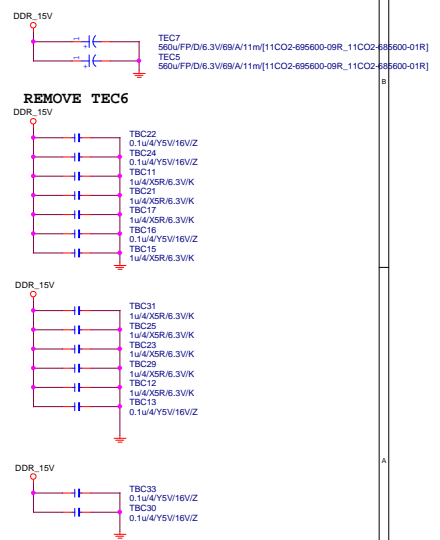 DDR_15V
1
TEC7
560u/FP/D/6.3V/69/A/11m/[11CO2-695600-09R_11CO2-685600-01R]
1
TEC5
560u/FP/D/6.3V/69/A/11m/[11CO2-695600-09R_11CO2-685600-01R]
B
REMOVE TEC6
DDR_15V
TBC22
0.1u/4/Y5V/16V/Z
TBC24
0.1u/4/Y5V/16V/Z
TBC11
1u/4/X5R/6.3V/K
TBC21
1u/4/X5R/6.3V/K
TBC17
1u/4/X5R/6.3V/K
TBC16
0.1u/4/Y5V/16V/Z
TBC15
1u/4/X5R/6.3V/K
DDR_15V
TBC31
1u/4/X5R/6.3V/K
TBC25
1u/4/X5R/6.3V/K
TBC23
1u/4/X5R/6.3V/K
TBC29
1u/4/X5R/6.3V/K
TBC12
1u/4/X5R/6.3V/K
TBC13
0.1u/4/Y5V/16V/Z
A
DDR_15V
TBC33
0.1u/4/Y5V/16V/Z
TBC30
0.1u/4/Y5V/16V/Z